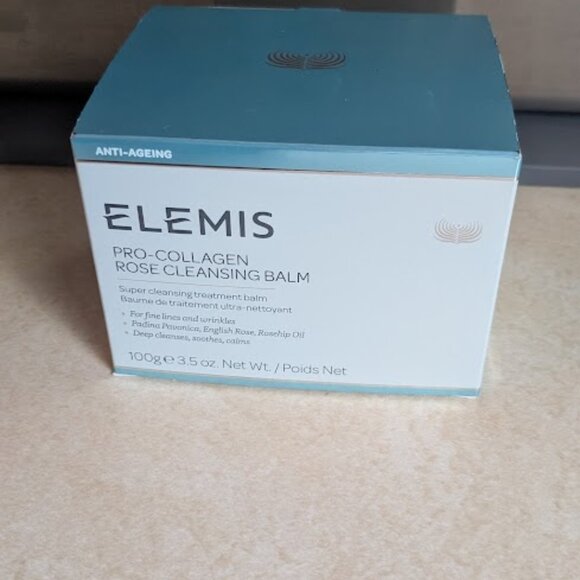 ANTI-AGEING
ELEMIS
PRO-COLLAGEN
ROSE CLEANSING BALM
Super cleansing treatment balm
Baume de traitement ultra-nettoyant
• For fine lines and wrinkles
• Padina Pavonica, English Rose, Rosehip Oil
• Deep cleanses, soothes, calms
100g ℮ 3.5 oz. Net Wt. / Poids Net